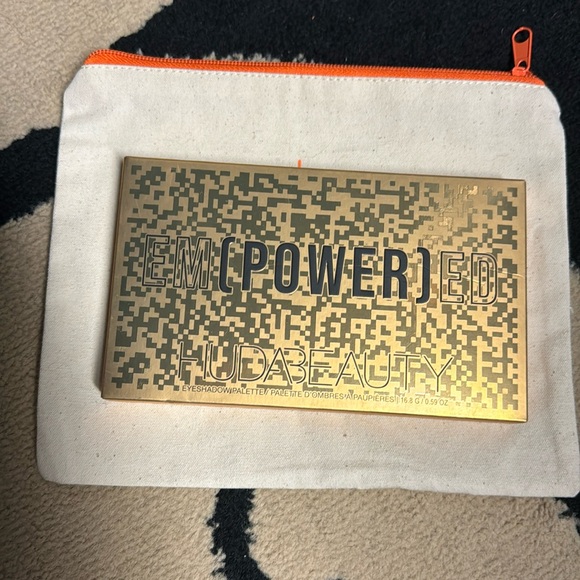 EM(POWER)ED
HUDABEAUTY
EYESHADOW PALETTE / PALETTE D'OMBRES À PAUPIÈRES | 16.8 G / 0.59 OZ